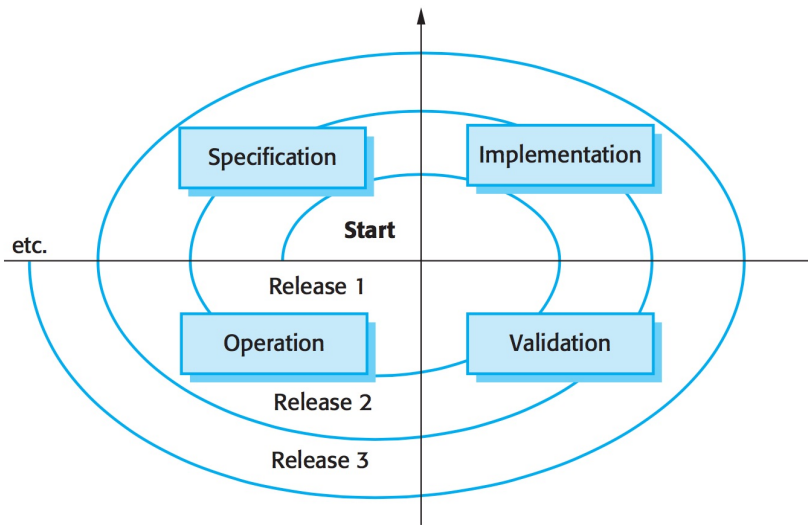 Specification
Implementation
Start
etc.
Release 1
Operation
Validation
Release 2
Release 3